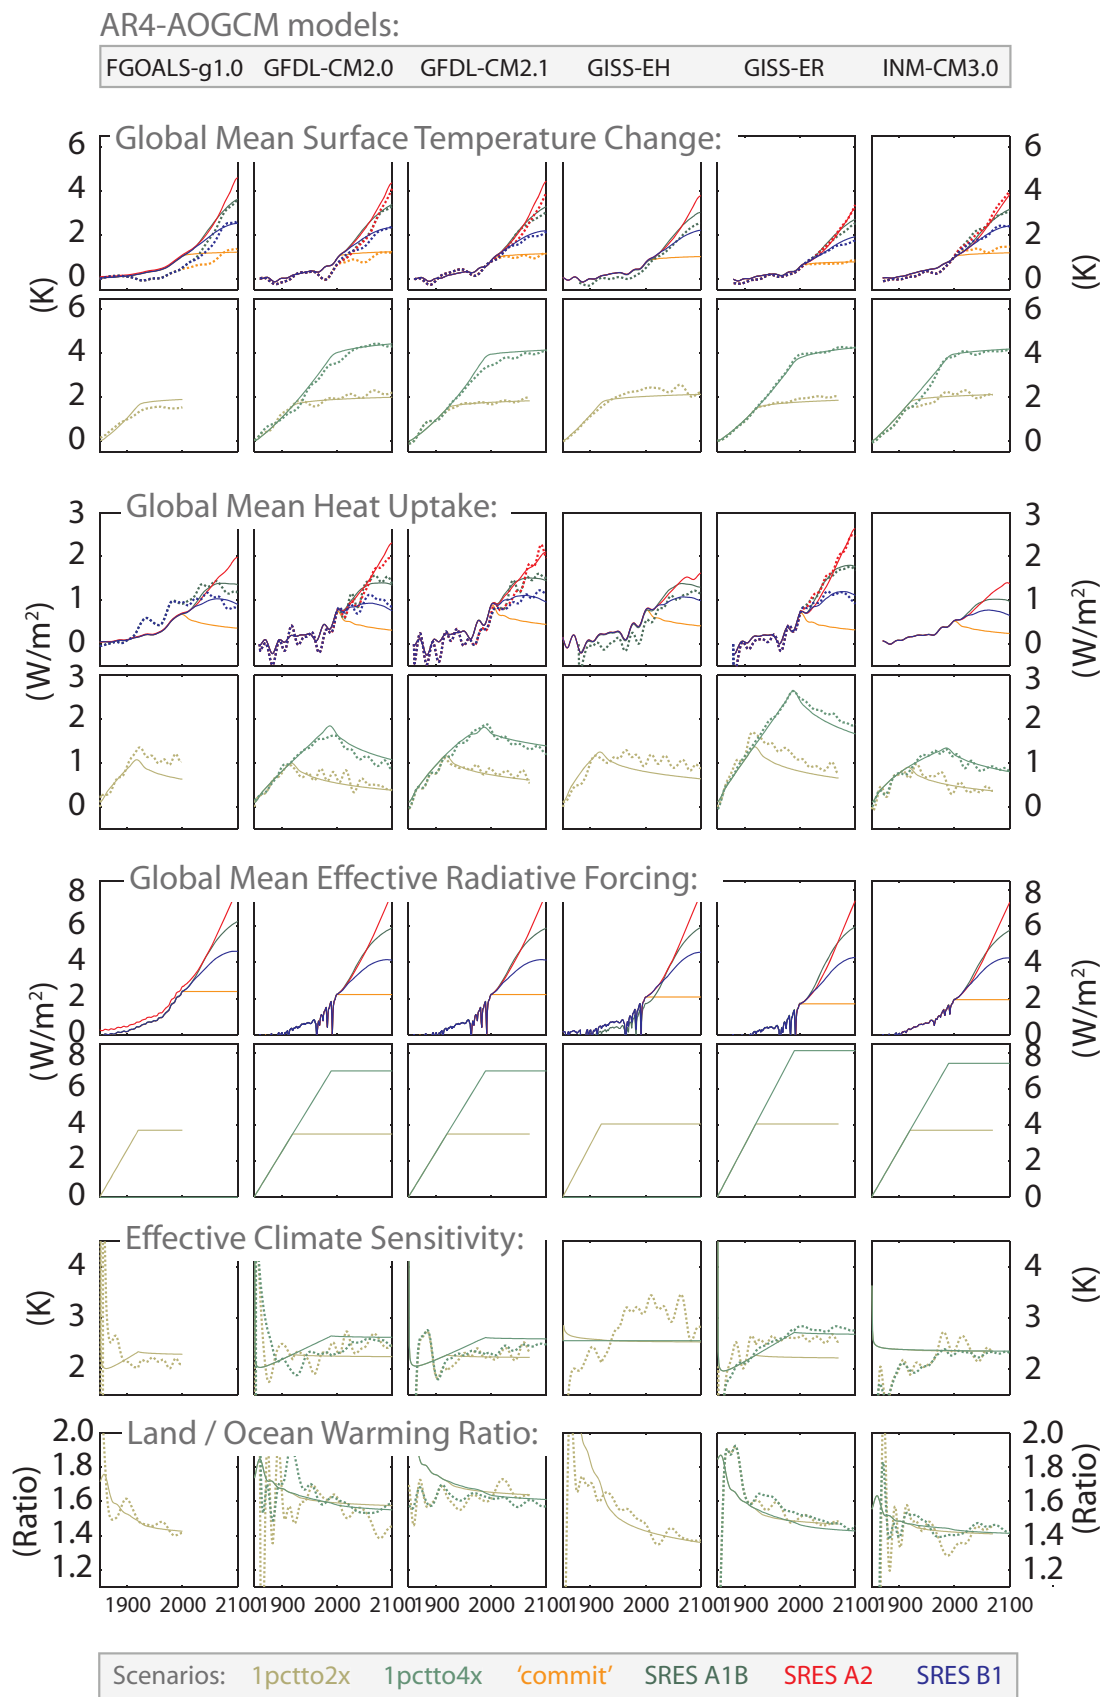 AR4-AOGCM models:
FGOALS-g1.0 GFDL-CM2.0 GFDL-CM2.1 GISS-EH GISS-ER INM-CM3.0
Global Mean Surface Temperature Change:
6 6
4 4
2 2
0 0
(K) (K)
6 6
4 4
2 2
0 0
Global Mean Heat Uptake:
3 3
2 2
1 1
0 0
(W/m²) (W/m²)
3 3
2 2
1 1
0 0
Global Mean Effective Radiative Forcing:
8 8
6 6
4 4
2 2
0 0
(W/m²) (W/m²)
8 8
6 6
4 4
2 2
0 0
Effective Climate Sensitivity:
4 4
(K) (K)
3 3
2 2
Land / Ocean Warming Ratio:
2.0 2.0
1.8 1.8
1.6 1.6
(Ratio) (Ratio)
1.4 1.4
1.2 1.2
1900 2000 2100 1900 2000 2100 1900 2000 2100 1900 2000 2100 1900 2000 2100 1900 2000 2100
Scenarios: 1pctto2x 1pctto4x 'commit' SRES A1B SRES A2 SRES B1